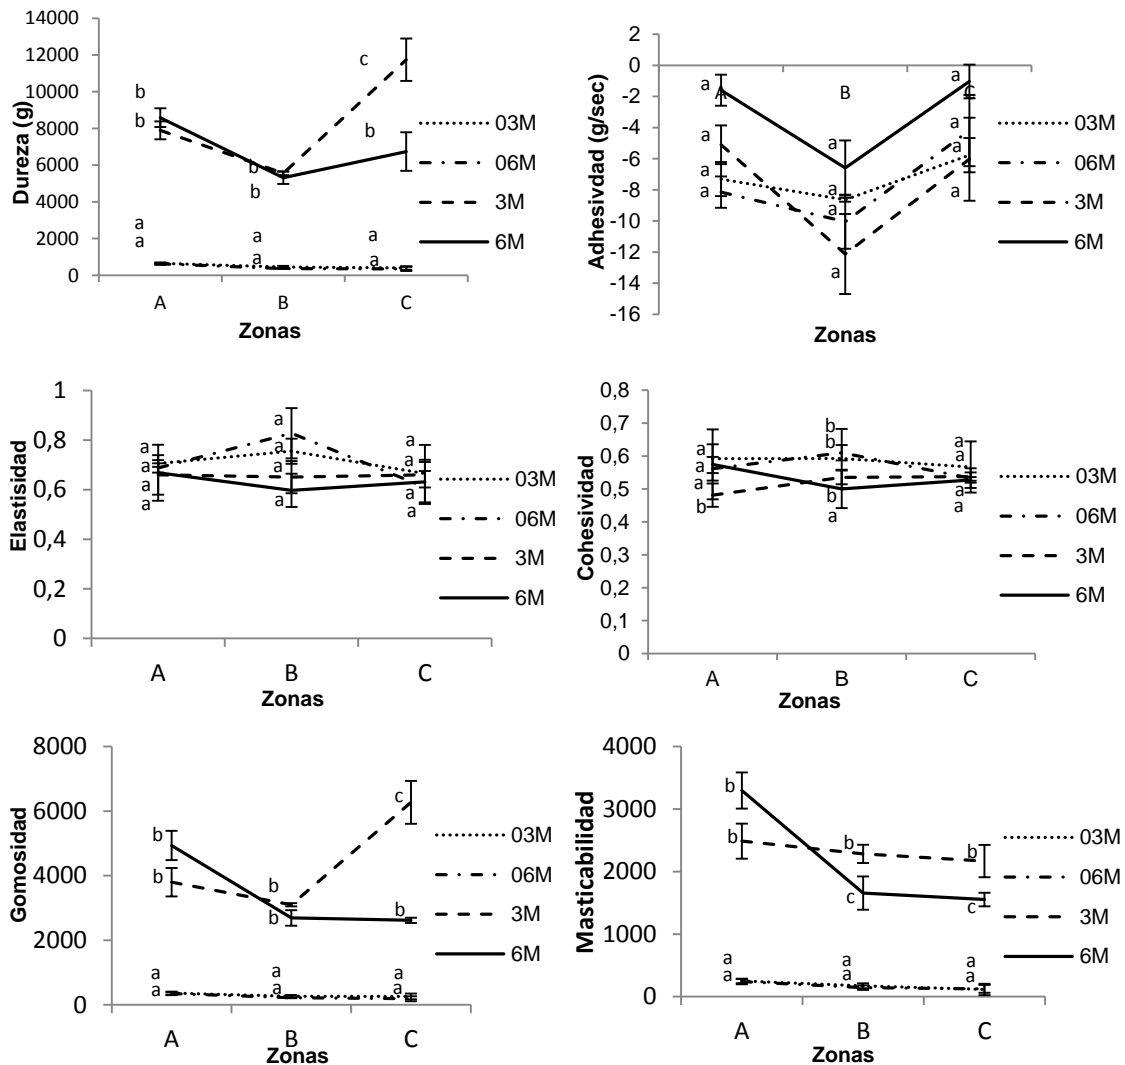 14000
12000
10000
8000
6000
4000
2000
0
Dureza (g)
b
b
a
a
b
b
a
a
c
b
a
a
A
B
C
Zonas
03M
06M
3M
6M
2
0
-2
-4
-6
-8
-10
-12
-14
-16
Adhesivdad (g/sec)
A
B
C
a
a
a
a
a
a
a
a
a
a
a
a
Zonas
03M
06M
3M
6M
1
0,8
0,6
0,4
0,2
0
Elastisidad
a
a
a
a
a
a
a
a
a
a
a
a
A
B
C
Zonas
03M
06M
3M
6M
0,8
0,7
0,6
0,5
0,4
0,3
0,2
0,1
0
Cohesividad
a
a
a
b
b
b
b
a
a
a
a
a
A
B
C
Zonas
03M
06M
3M
6M
8000
6000
4000
2000
0
Gomosidad
b
b
a
a
b
b
a
a
c
b
a
a
A
B
C
Zonas
03M
06M
3M
6M
4000
3000
2000
1000
0
Masticabilidad
b
b
a
a
b
c
a
a
b
c
a
a
A
B
C
Zonas
03M
06M
3M
6M